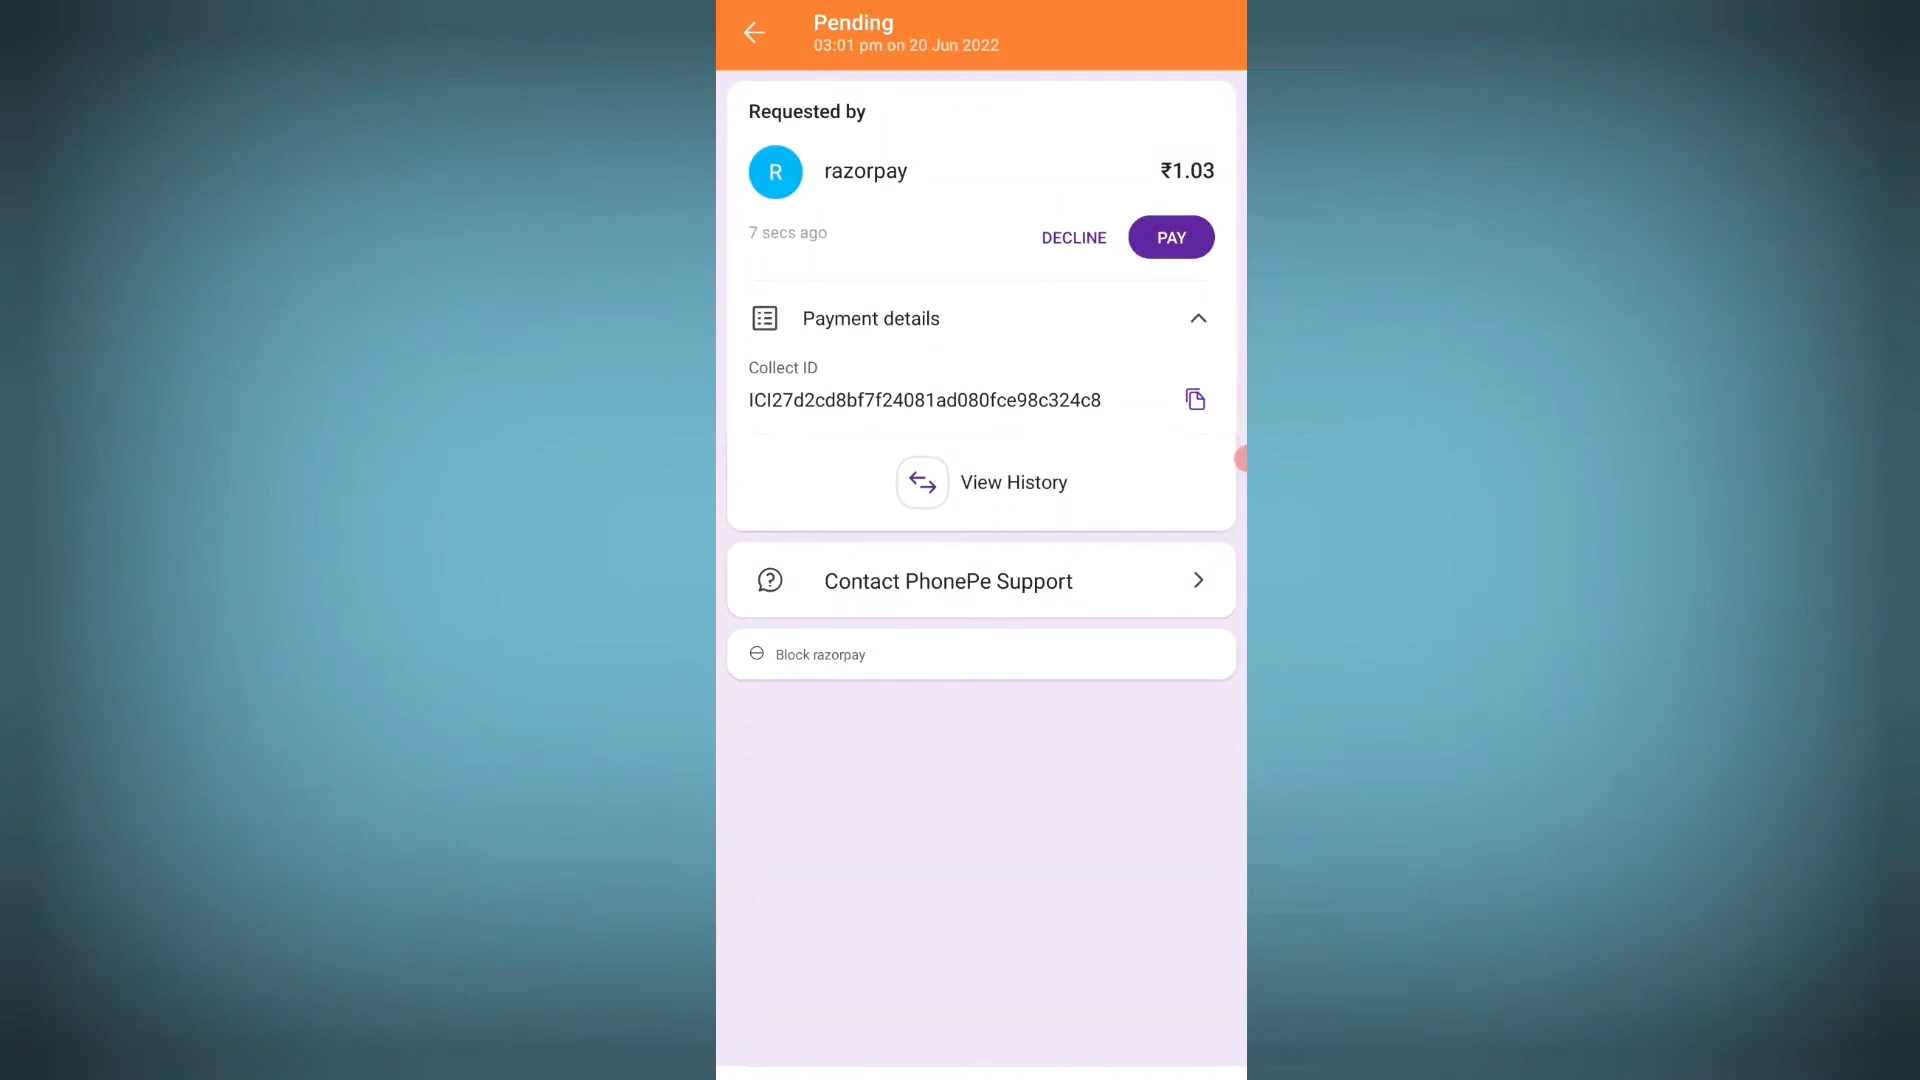 Pending
03:01 pm on 20 Jun 2022
Requested by
R razorpay ₹1.03
7 secs ago DECLINE PAY
Payment details
Collect ID
ICI27d2cd8bf7f24081ad080fce98c324c8
View History
Contact PhonePe Support
Block razorpay